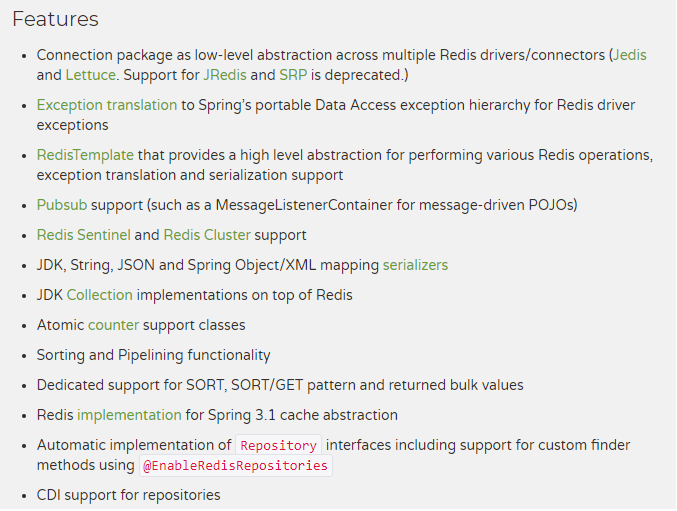 Features
• Connection package as low-level abstraction across multiple Redis drivers/connectors (Jedis
and Lettuce. Support for JRedis and SRP is deprecated.)
• Exception translation to Spring's portable Data Access exception hierarchy for Redis driver
exceptions
• RedisTemplate that provides a high level abstraction for performing various Redis operations,
exception translation and serialization support
• Pubsub support (such as a MessageListenerContainer for message-driven POJOs)
• Redis Sentinel and Redis Cluster support
• JDK, String, JSON and Spring Object/XML mapping serializers
• JDK Collection implementations on top of Redis
• Atomic counter support classes
• Sorting and Pipelining functionality
• Dedicated support for SORT, SORT/GET pattern and returned bulk values
• Redis implementation for Spring 3.1 cache abstraction
• Automatic implementation of Repository interfaces including support for custom finder
methods using @EnableRedisRepositories
• CDI support for repositories